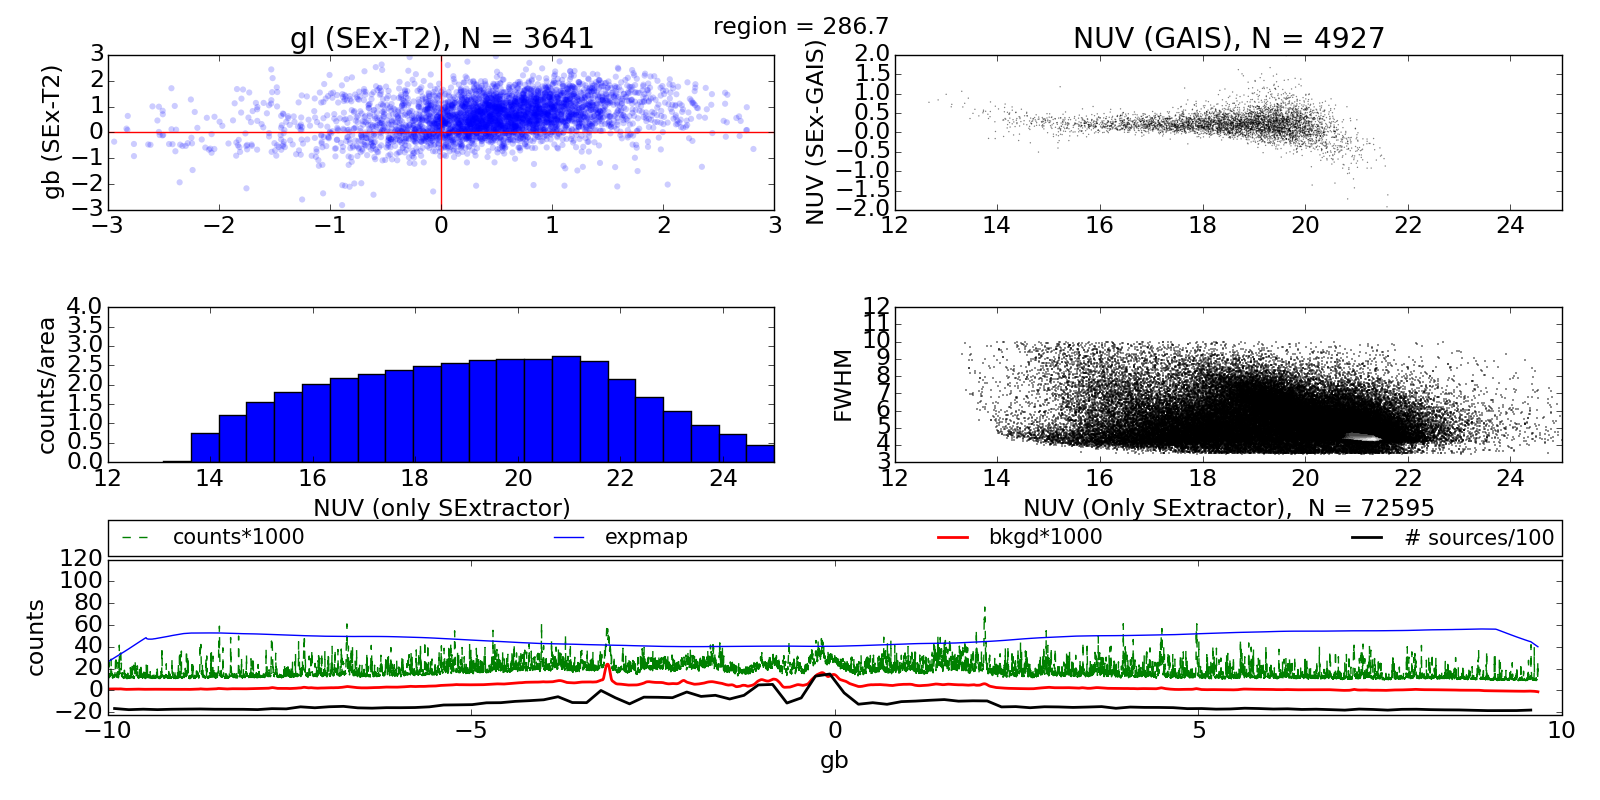 region = 286.7
gl (SEx-T2), N = 3641
gb (SEx-T2)
3
2
1
0
−1
−2
−3
−3 −2 −1 0 1 2 3
NUV (GAIS), N = 4927
NUV (SEx-GAIS)
2.0
1.5
1.0
0.5
0.0
−0.5
−1.0
−1.5
−2.0
12 14 16 18 20 22 24
counts/area
4.0
3.5
3.0
2.5
2.0
1.5
1.0
0.5
0.0
12 14 16 18 20 22 24
NUV (only SExtractor)
FWHM
12
11
10
9
8
7
6
5
4
3
12 14 16 18 20 22 24
NUV (Only SExtractor), N = 72595
counts*1000 expmap bkgd*1000 # sources/100
counts
120
100
80
60
40
20
0
−20
−10 −5 0 5 10
gb